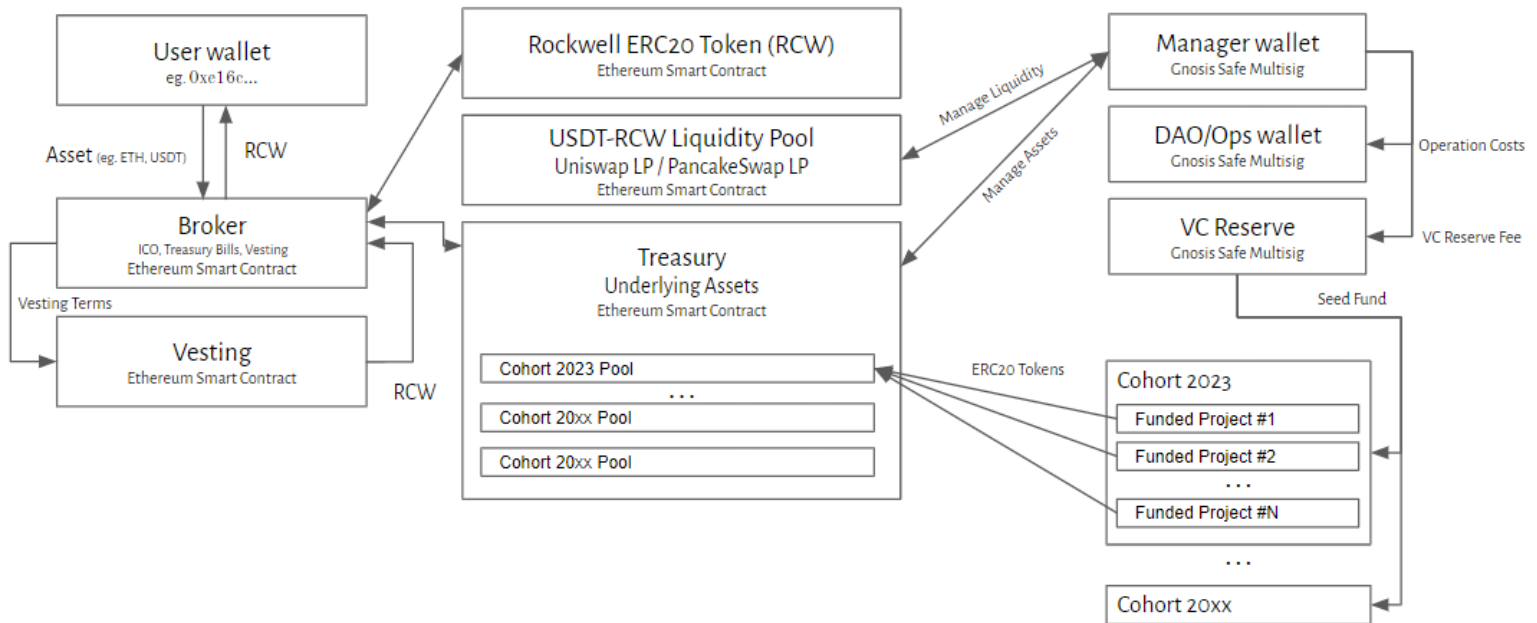 User wallet
eg. 0xe16c...
Asset (eg. ETH, USDT)
RCW
Broker
ICO, Treasury Bills, Vesting
Ethereum Smart Contract
Vesting Terms
Vesting
Ethereum Smart Contract
RCW
Rockwell ERC20 Token (RCW)
Ethereum Smart Contract
USDT-RCW Liquidity Pool
Uniswap LP / PancakeSwap LP
Ethereum Smart Contract
Treasury
Underlying Assets
Ethereum Smart Contract
Cohort 2023 Pool
...
Cohort 20xx Pool
Cohort 20xx Pool
Manage Liquidity
Manage Assets
Manager wallet
Gnosis Safe Multisig
DAO/Ops wallet
Gnosis Safe Multisig
Operation Costs
VC Reserve
Gnosis Safe Multisig
VC Reserve Fee
Seed Fund
ERC20 Tokens
Cohort 2023
Funded Project #1
Funded Project #2
...
Funded Project #N
...
Cohort 20xx